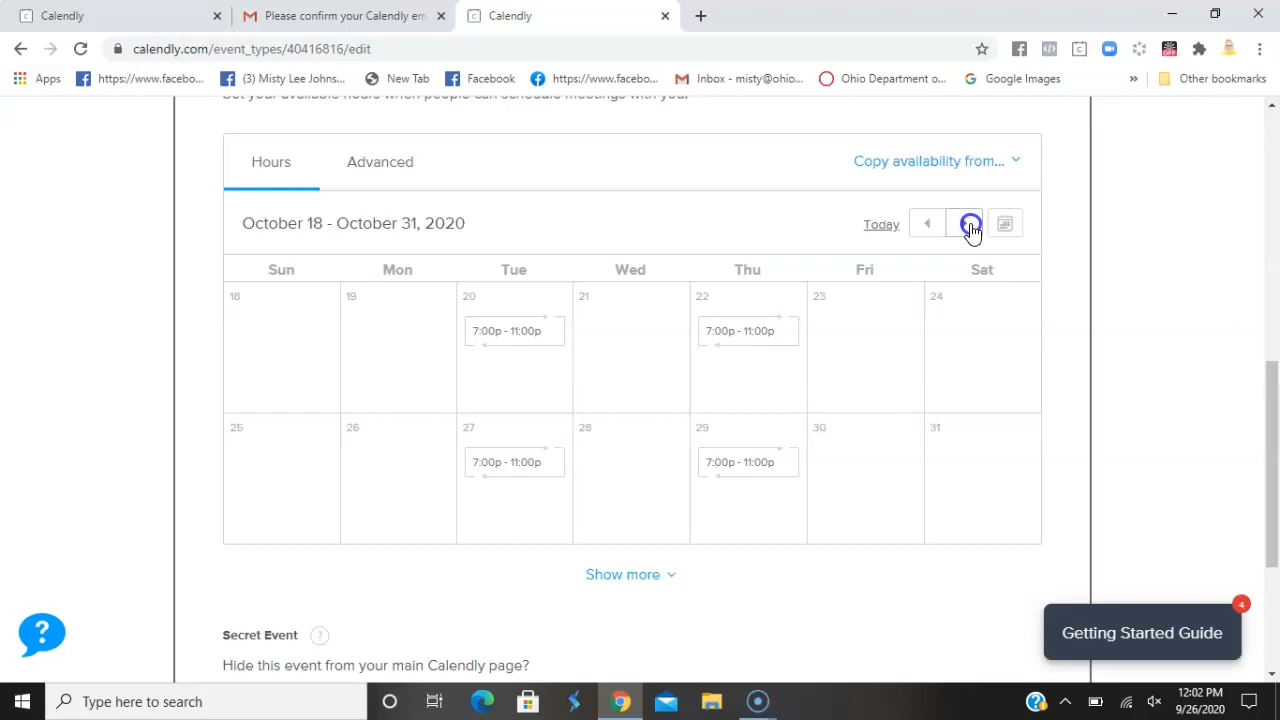 Calendly
Please confirm your Calendly em
Calendly
calendly.com/event_types/40416816/edit
OFF
Apps
https://www.facebo...
(3) Misty Lee Johns...
New Tab
Facebook
https://www.facebo...
Inbox - misty@ohio...
Ohio Department o...
Google Images
»
Other bookmarks
Set your available hours when people can schedule meetings with you.
Hours
Advanced
Copy availability from...
October 18 - October 31, 2020
Today
Sun Mon Tue Wed Thu Fri Sat
18 19 20 21 22 23 24
7:00p - 11:00p 7:00p - 11:00p
25 26 27 28 29 30 31
7:00p - 11:00p 7:00p - 11:00p
Show more
Secret Event ?
Hide this event from your main Calendly page?
?
4
Getting Started Guide
Type here to search
12:02 PM
9/26/2020